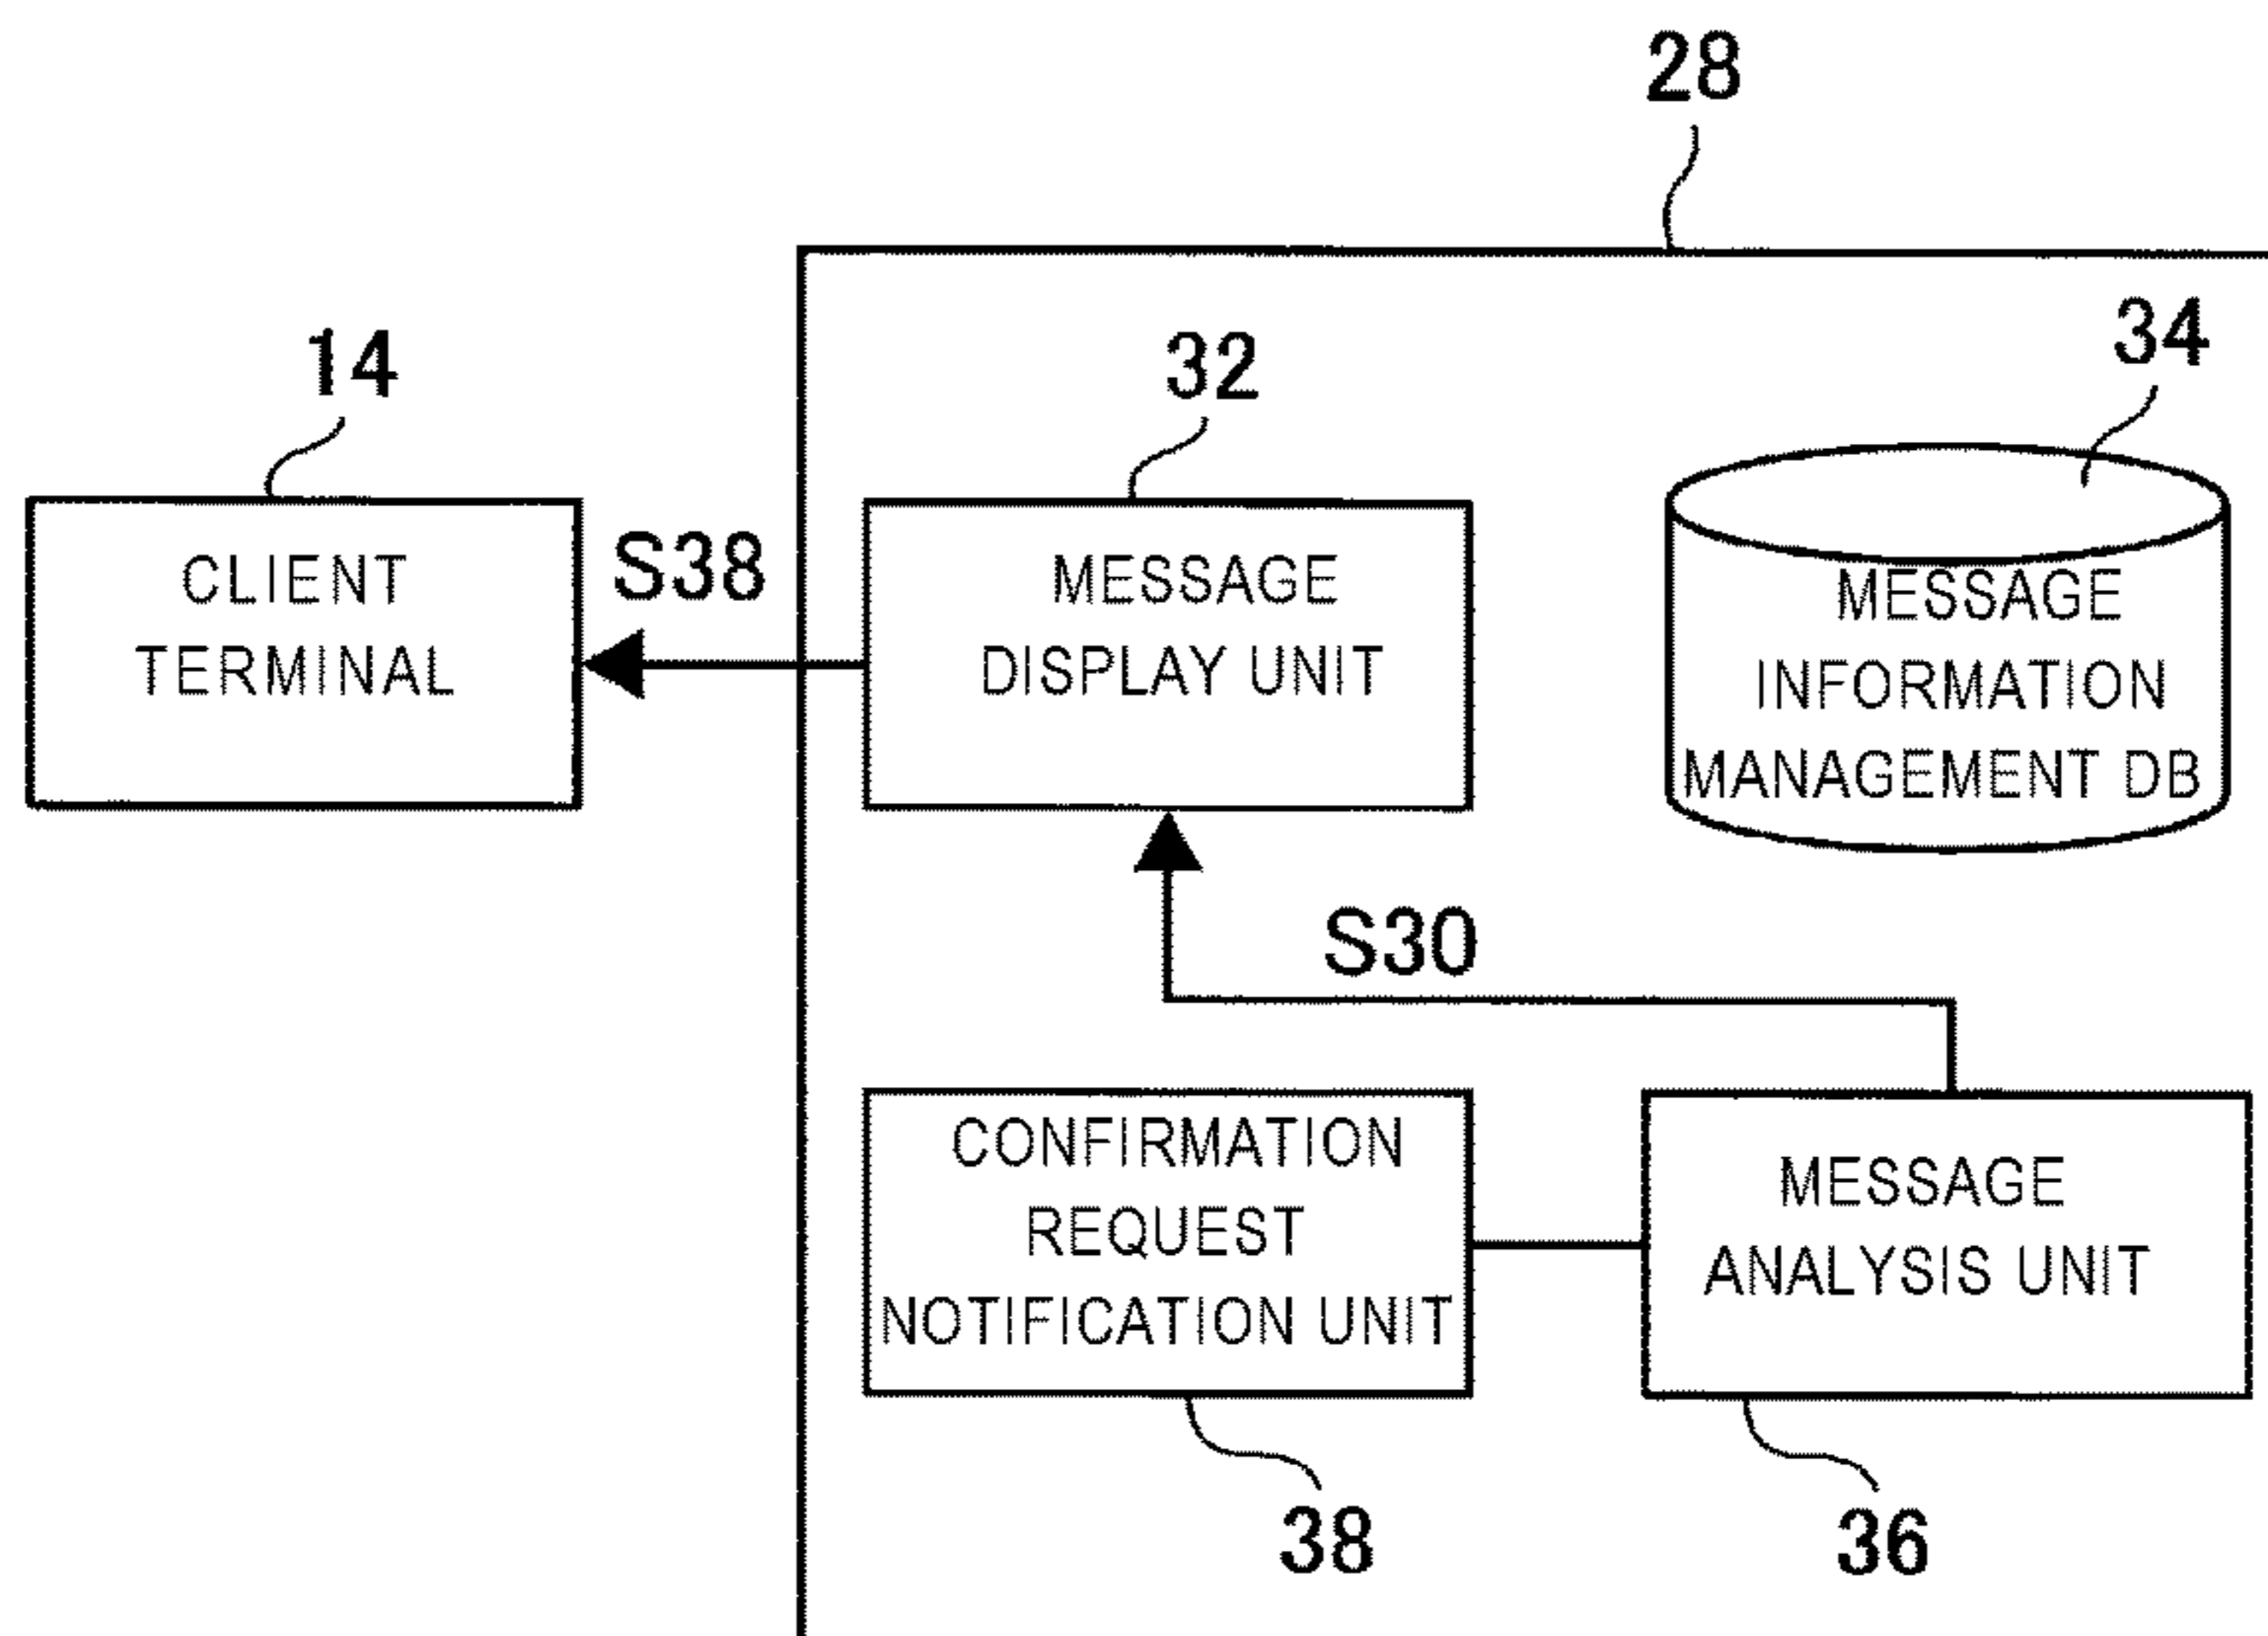 28
34
14
32
CLIENT
TERMINAL
S38
MESSAGE
DISPLAY UNIT
MESSAGE
INFORMATION
MANAGEMENT DB
S30
CONFIRMATION
REQUEST
NOTIFICATION UNIT
MESSAGE
ANALYSIS UNIT
38
36